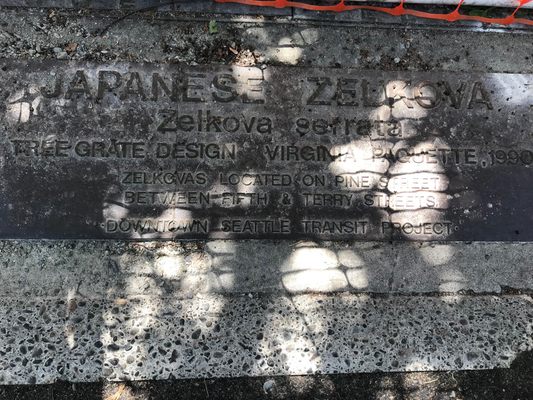 JAPANESE ZELKOVA
Zelkova serrata
TREE GRATE DESIGN VIRGINIA PAQUETTE, 1990
ZELKOVAS LOCATED ON PINE STREET
BETWEEN FIFTH & TERRY STREETS
DOWNTOWN SEATTLE TRANSIT PROJECT